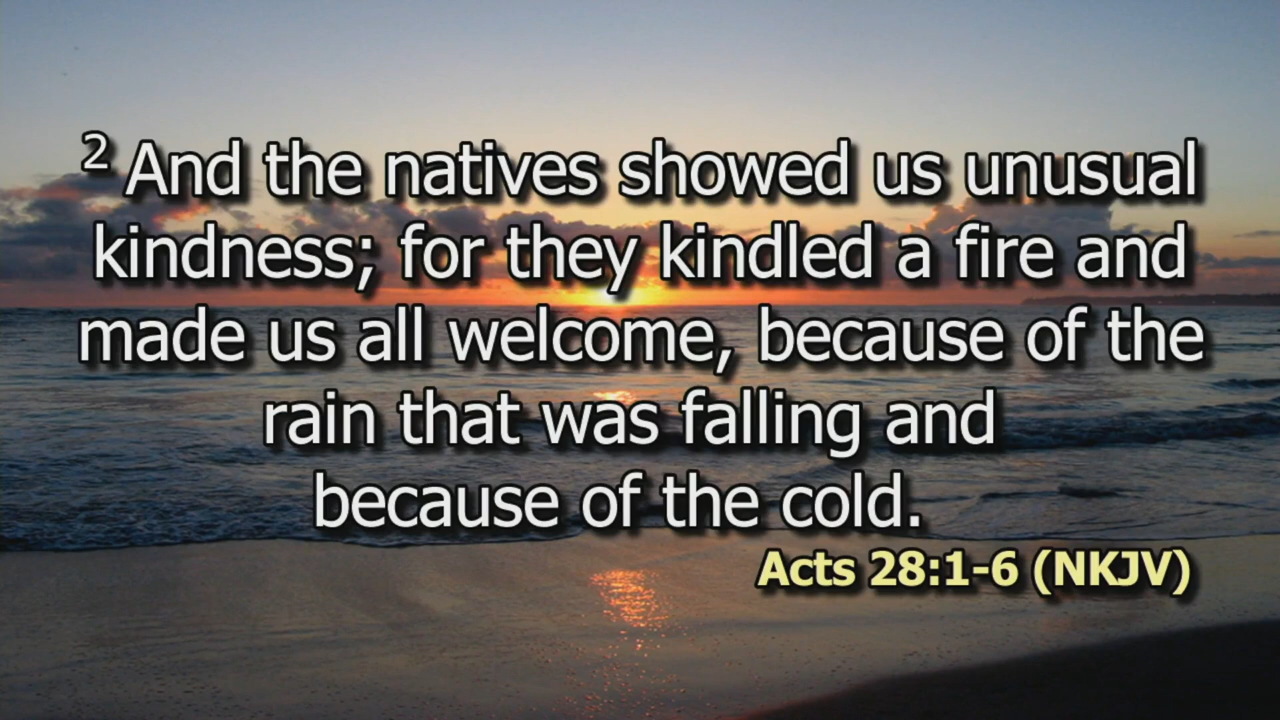 2 And the natives showed us unusual
kindness; for they kindled a fire and
made us all welcome, because of the
rain that was falling and
because of the cold.
Acts 28:1-6 (NKJV)